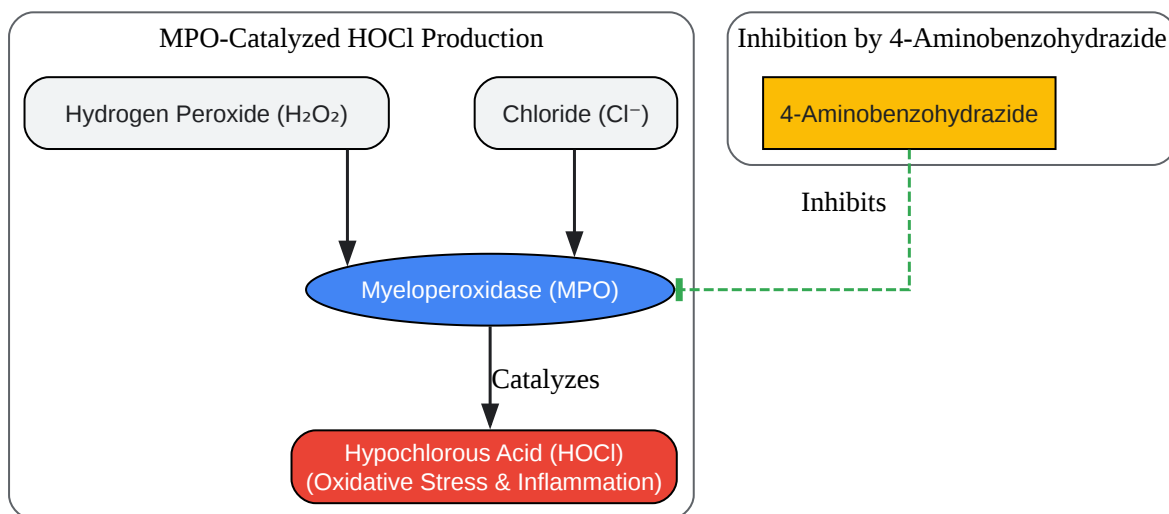 MPO-Catalyzed HOCl Production
Inhibition by 4-Aminobenzohydrazide
Hydrogen Peroxide (H₂O₂)
Chloride (Cl⁻)
4-Aminobenzohydrazide
Inhibits
Myeloperoxidase (MPO)
Catalyzes
Hypochlorous Acid (HOCl)
(Oxidative Stress & Inflammation)